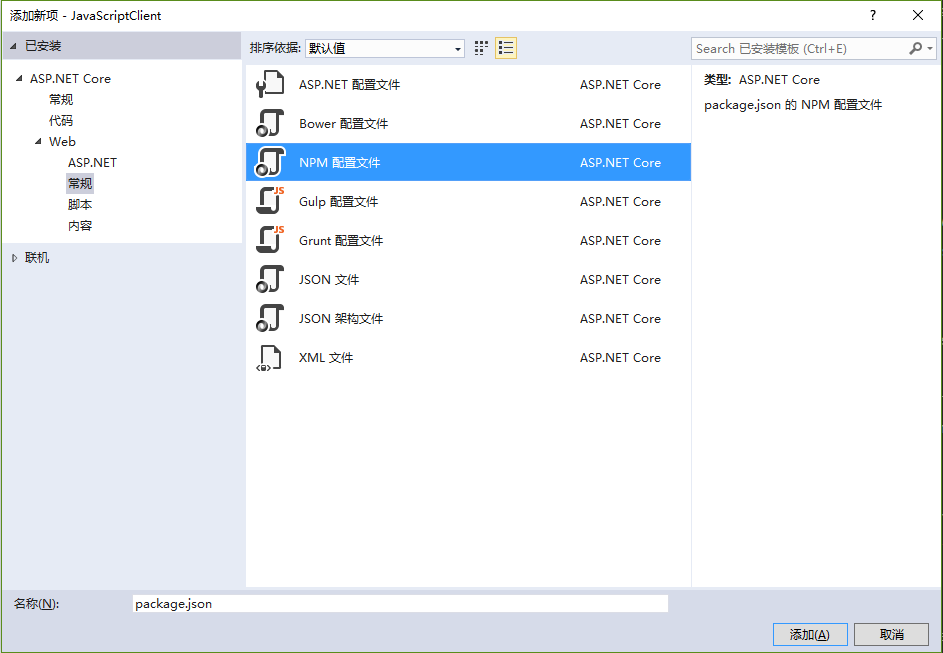 添加新项 - JavaScriptClient
?
已安装
排序依据: 默认值
Search 已安装模板 (Ctrl+E)
ASP.NET Core
常规
代码
Web
ASP.NET
常规
脚本
内容
联机
ASP.NET 配置文件 ASP.NET Core
Bower 配置文件 ASP.NET Core
NPM 配置文件 ASP.NET Core
JS
Gulp 配置文件 ASP.NET Core
JS
Grunt 配置文件 ASP.NET Core
JSON 文件 ASP.NET Core
JSON 架构文件 ASP.NET Core
XML 文件 ASP.NET Core
类型: ASP.NET Core
package.json 的 NPM 配置文件
名称(N): package.json
添加(A) 取消